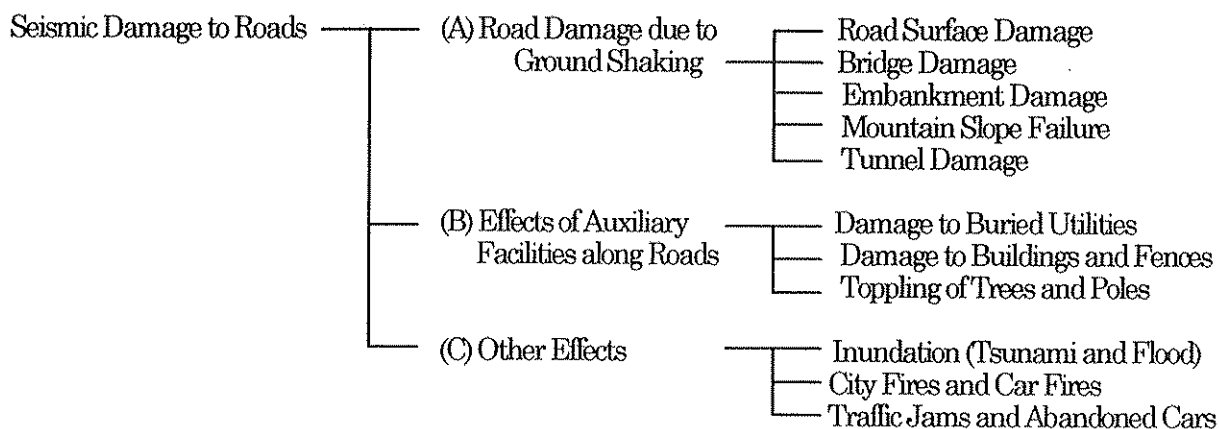 Seismic Damage to Roads
(A) Road Damage due to
Ground Shaking
Road Surface Damage
Bridge Damage
Embankment Damage
Mountain Slope Failure
Tunnel Damage
(B) Effects of Auxiliary
Facilities along Roads
Damage to Buried Utilities
Damage to Buildings and Fences
Toppling of Trees and Poles
(C) Other Effects
Inundation (Tsunami and Flood)
City Fires and Car Fires
Traffic Jams and Abandoned Cars